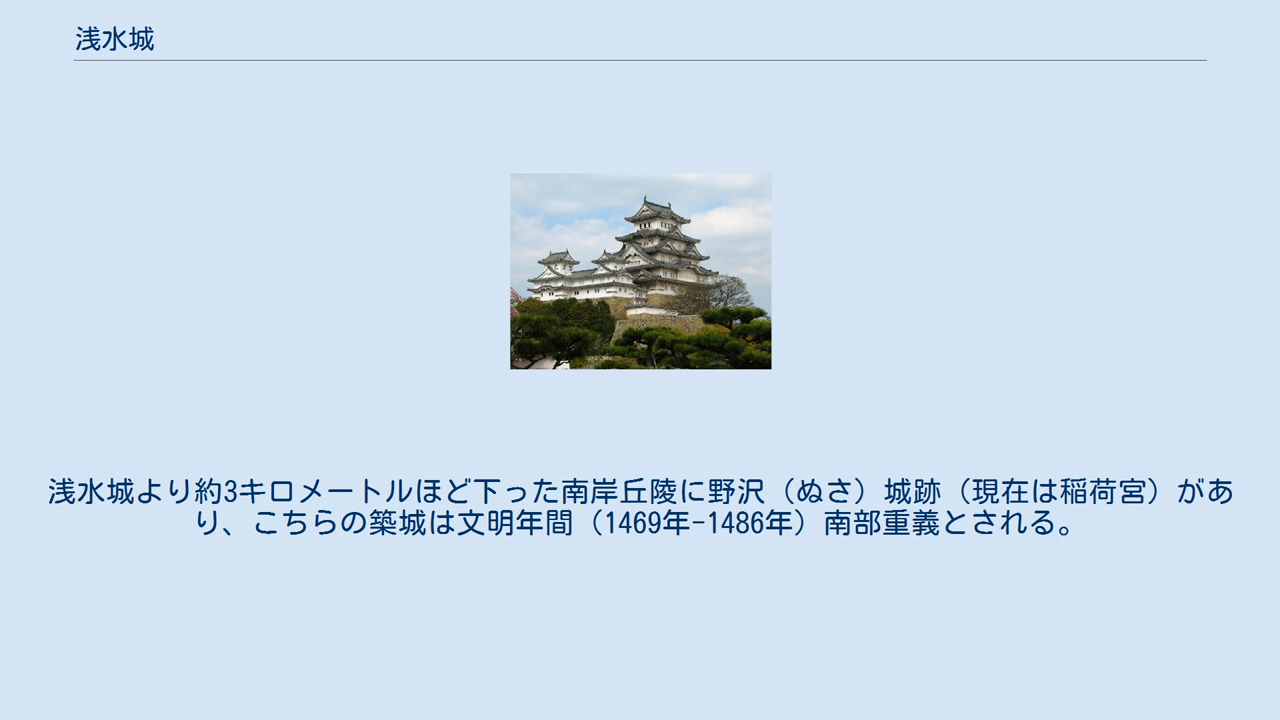 浅水城
浅水城より約3キロメートルほど下った南岸丘陵に野沢（ぬさ）城跡（現在は稲荷宮）があ
り、こちらの築城は文明年間（1469年-1486年）南部重義とされる。